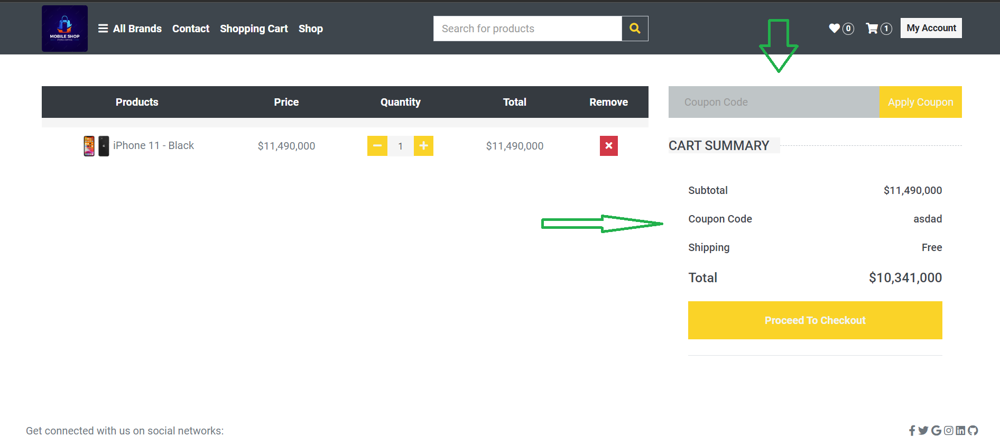 MOBILE SHOP
STORE & SERVICE
All Brands Contact Shopping Cart Shop
Search for products
0 1 My Account
Products Price Quantity Total Remove
iPhone 11 - Black $11,490,000 1 $11,490,000
Coupon Code Apply Coupon
CART SUMMARY
Subtotal $11,490,000
Coupon Code asdad
Shipping Free
Total $10,341,000
Proceed To Checkout
Get connected with us on social networks: